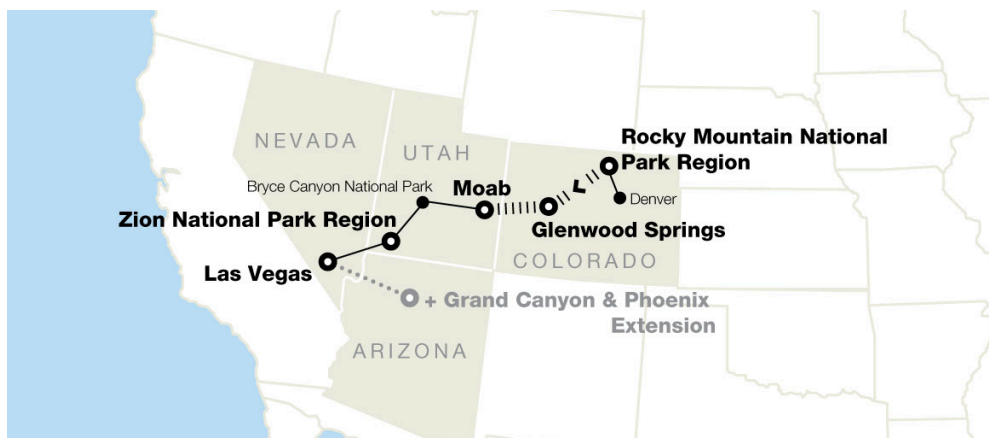 NEVADA
UTAH
Rocky Mountain National
Park Region
Bryce Canyon National Park
Moab
Denver
Zion National Park Region
Glenwood Springs
Las Vegas
COLORADO
+ Grand Canyon & Phoenix
Extension
ARIZONA